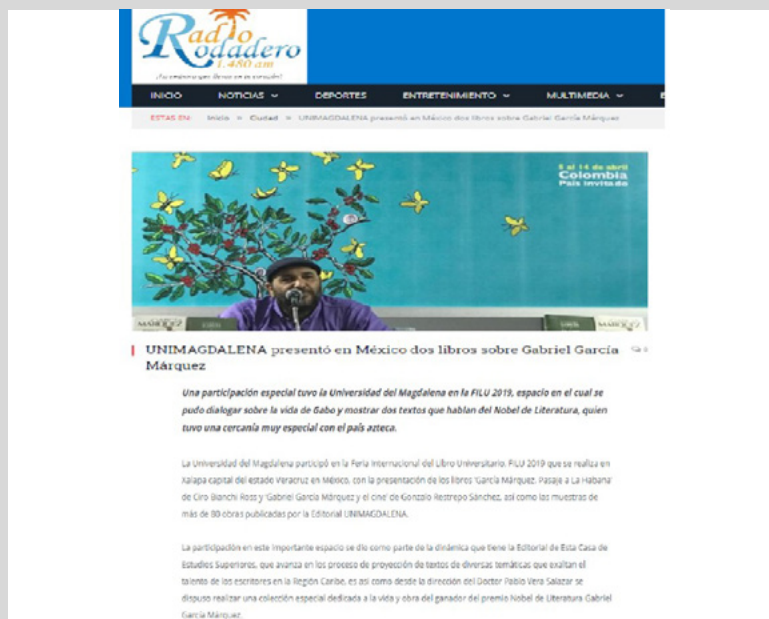 Radio
Rodadero
1.480 am
INICIO NOTICIAS DEPORTES ENTRETENIMIENTO MULTIMEDIA
ESTAS EN: Inicio » Ciudad » UNIMAGDALENA presentó en México dos libros sobre Gabriel García Márquez
6 al 14 de abril
Colombia
País invitado
MÁRQUEZ MÁRQUEZ
UNIMAGDALENA presentó en México dos libros sobre Gabriel García
Márquez
Una participación especial tuvo la Universidad del Magdalena en la FILU 2019, espacio en el cual se
pudo dialogar sobre la vida de Gabo y mostrar dos textos que hablan del Nobel de Literatura, quien
tuvo una cercanía muy especial con el país azteca.
La Universidad del Magdalena participó en la Feria Internacional del Libro Universitario, FILU 2019 que se realiza en
Xalapa capital del estado Veracruz en México, con la presentación de los libros 'García Márquez. Pasaje a La Habana'
de Ciro Bianchi Ross y 'Gabriel García Márquez y el cine' de Gonzalo Restrepo Sánchez, así como las muestras de
más de 80 obras publicadas por la Editorial UNIMAGDALENA.
La participación en este importante espacio se dio como parte de la dinámica que tiene la Editorial de Esta Casa de
Estudios Superiores, que avanza en los proceso de proyección de textos de diversas temáticas que exaltan el
talento de los escritores en la Región Caribe, es así como desde la dirección del Doctor Pablo Vera Salazar se
dispuso realizar una colección especial dedicada a la vida y obra del ganador del premio Nobel de Literatura Gabriel
García Márquez.